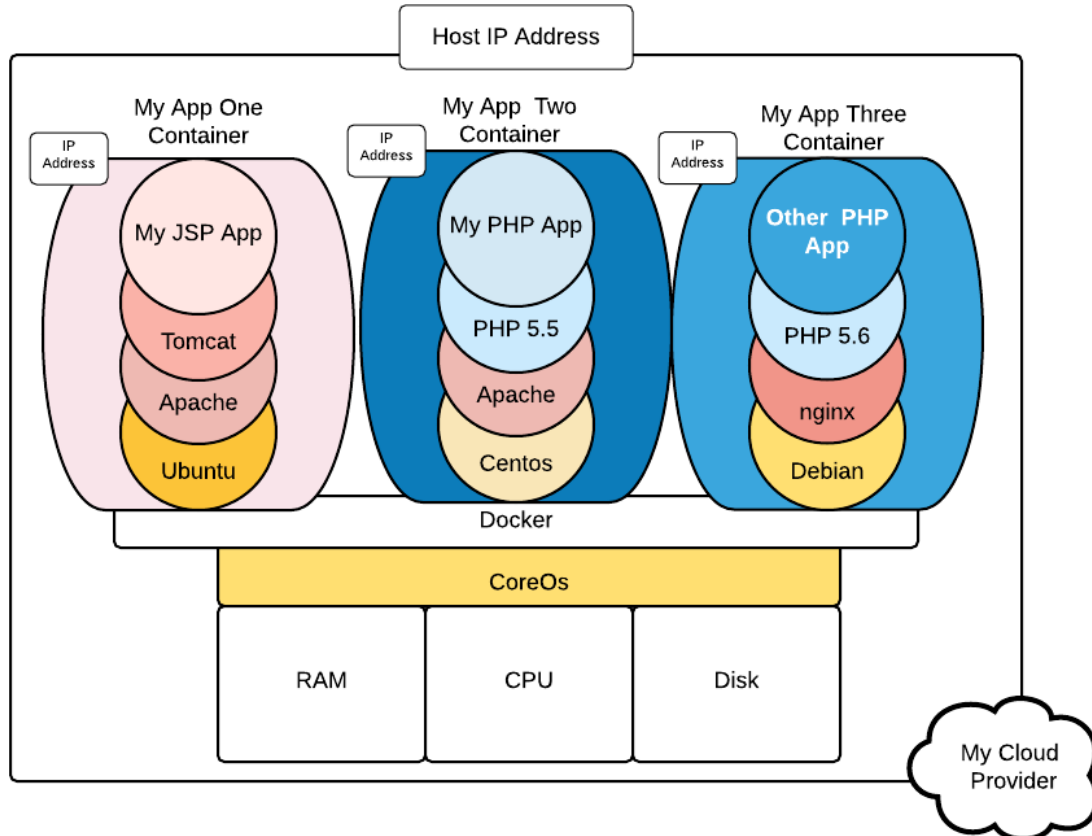 Host IP Address
My App One
Container
IP
Address
My JSP App
Tomcat
Apache
Ubuntu
My App Two
Container
IP
Address
My PHP App
PHP 5.5
Apache
Centos
My App Three
Container
IP
Address
Other PHP
App
PHP 5.6
nginx
Debian
Docker
CoreOs
RAM
CPU
Disk
My Cloud
Provider